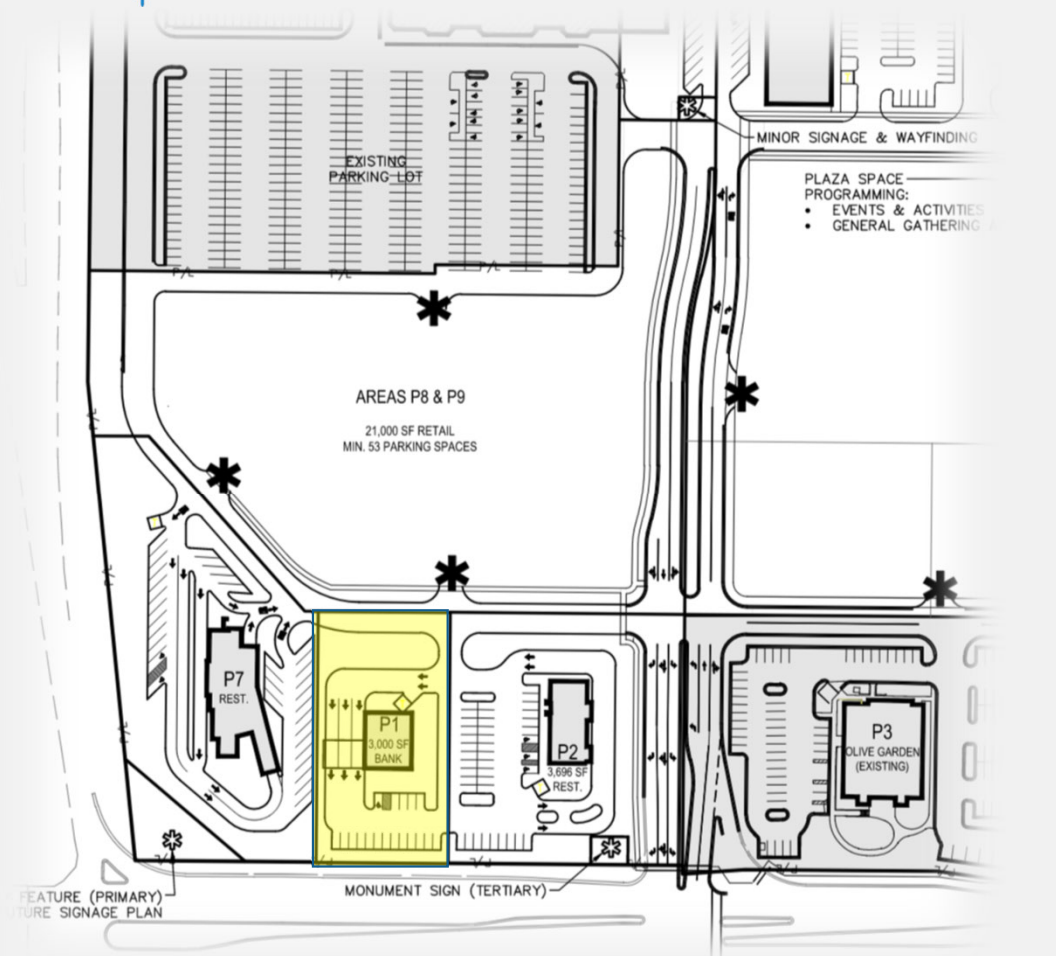 MINOR SIGNAGE & WAYFINDING
EXISTING
PARKING LOT
PLAZA SPACE
PROGRAMMING:
• EVENTS & ACTIVITIES
• GENERAL GATHERING
P/L
P/L
P/L
P/L
P/L
AREAS P8 & P9
21,000 SF RETAIL
MIN. 53 PARKING SPACES
P/L
P/L
P7
REST.
P1
3,000 SF
BANK
P2
3,696 SF
REST.
P3
OLIVE GARDEN
(EXISTING)
P/L
P/L
P/L
P/L
P/L
MONUMENT SIGN (TERTIARY)
FEATURE (PRIMARY)
TURE SIGNAGE PLAN